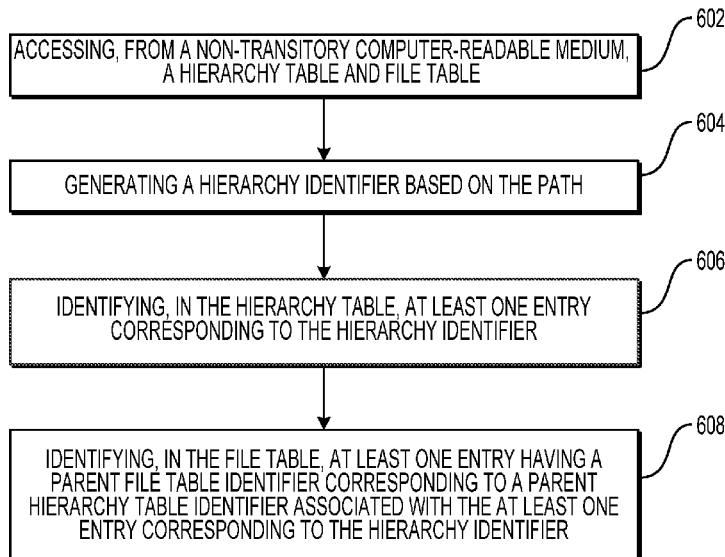 602
ACCESSING, FROM A NON-TRANSITORY COMPUTER-READABLE MEDIUM,
A HIERARCHY TABLE AND FILE TABLE
604
GENERATING A HIERARCHY IDENTIFIER BASED ON THE PATH
606
IDENTIFYING, IN THE HIERARCHY TABLE, AT LEAST ONE ENTRY
CORRESPONDING TO THE HIERARCHY IDENTIFIER
608
IDENTIFYING, IN THE FILE TABLE, AT LEAST ONE ENTRY HAVING A
PARENT FILE TABLE IDENTIFIER CORRESPONDING TO A PARENT
HIERARCHY TABLE IDENTIFIER ASSOCIATED WITH THE AT LEAST ONE
ENTRY CORRESPONDING TO THE HIERARCHY IDENTIFIER